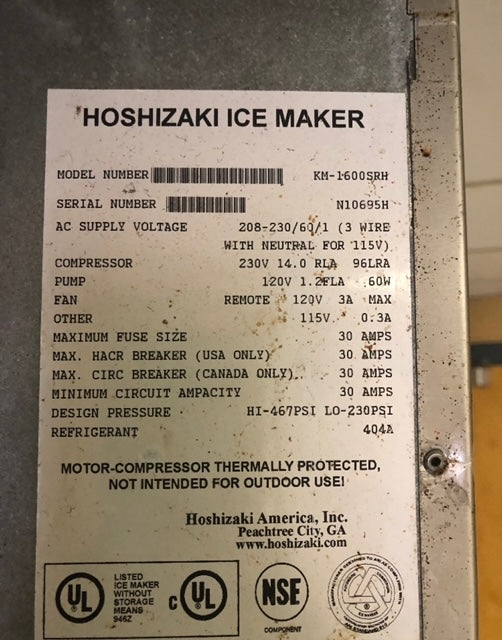 HOSHIZAKI ICE MAKER
MODEL NUMBER KM-1600SRH
SERIAL NUMBER N10695H
AC SUPPLY VOLTAGE 208-230/60/1 (3 WIRE
WITH NEUTRAL FOR 115V)
COMPRESSOR 230V 14.0 RLA 96LRA
PUMP 120V 1.2FLA 60W
FAN REMOTE 120V 3A MAX
OTHER 115V 0.3A
MAXIMUM FUSE SIZE 30 AMPS
MAX. HACR BREAKER (USA ONLY) 30 AMPS
MAX. CIRC BREAKER (CANADA ONLY) 30 AMPS
MINIMUM CIRCUIT AMPACITY 30 AMPS
DESIGN PRESSURE HI-467PSI LO-230PSI
REFRIGERANT 404A
MOTOR-COMPRESSOR THERMALLY PROTECTED,
NOT INTENDED FOR OUTDOOR USE!
Hoshizaki America, Inc.
Peachtree City, GA
www.hoshizaki.com
UL
LISTED
ICE MAKER
WITHOUT
STORAGE
MEANS
946Z
c UL
NSF
COMPONENT